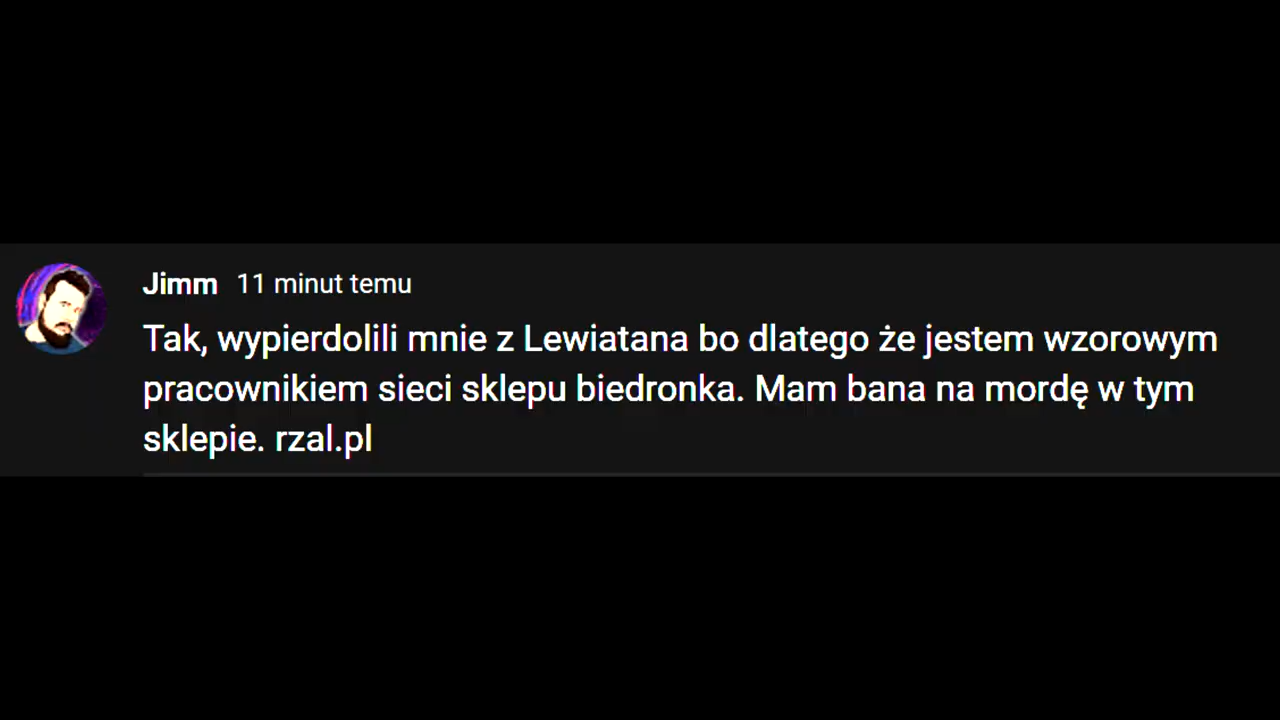 Jimm 11 minut temu
Tak, wypierdolili mnie z Lewiatana bo dlatego że jestem wzorowym
pracownikiem sieci sklepu biedronka. Mam bana na mordę w tym
sklepie. rzal.pl